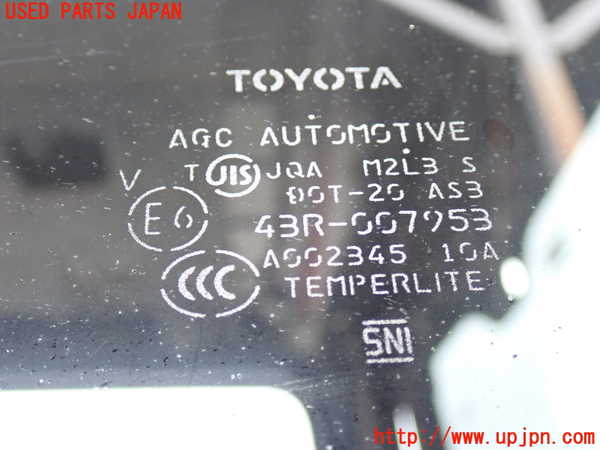 USED PARTS JAPAN
TOYOTA
AGC AUTOMOTIVE
V T JIS JQA M2L3 S
DOT-20 AS3
E6 43R-007953
CCC A002345 10A
TEMPERLITE
SNI
http://www.upjpn.com/